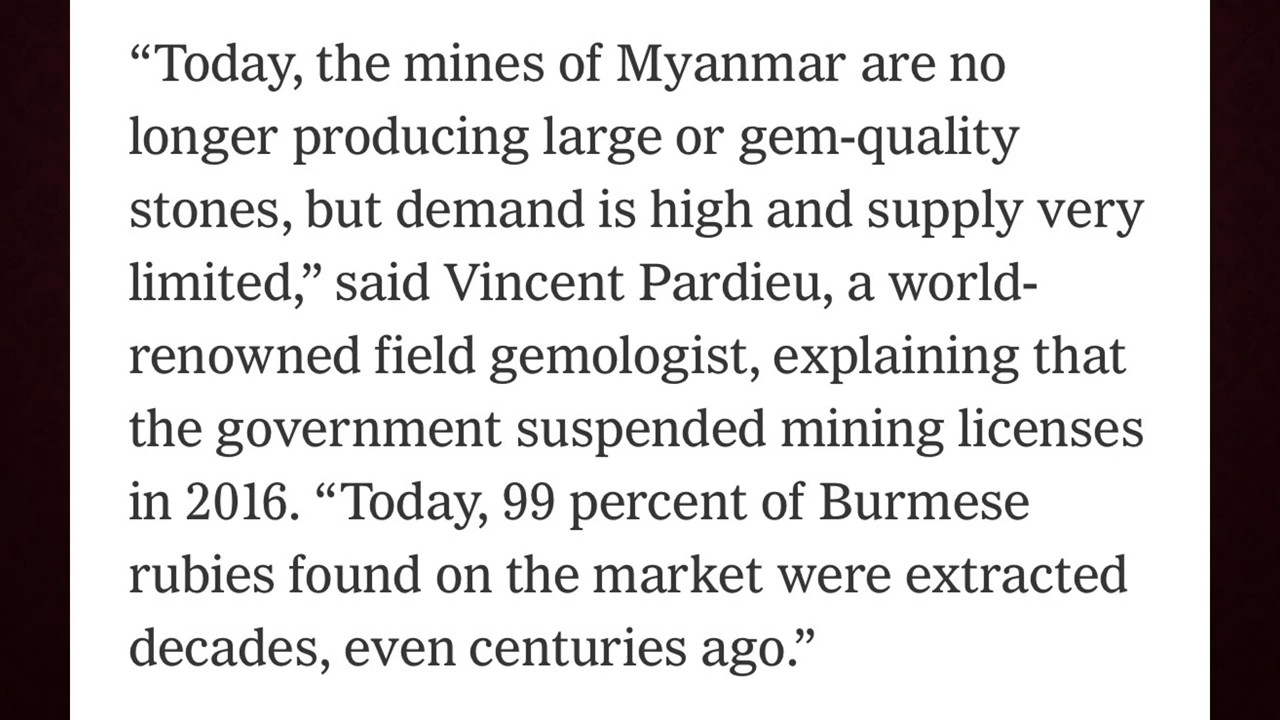 “Today, the mines of Myanmar are no
longer producing large or gem-quality
stones, but demand is high and supply very
limited,” said Vincent Pardieu, a world-
renowned field gemologist, explaining that
the government suspended mining licenses
in 2016. “Today, 99 percent of Burmese
rubies found on the market were extracted
decades, even centuries ago.”